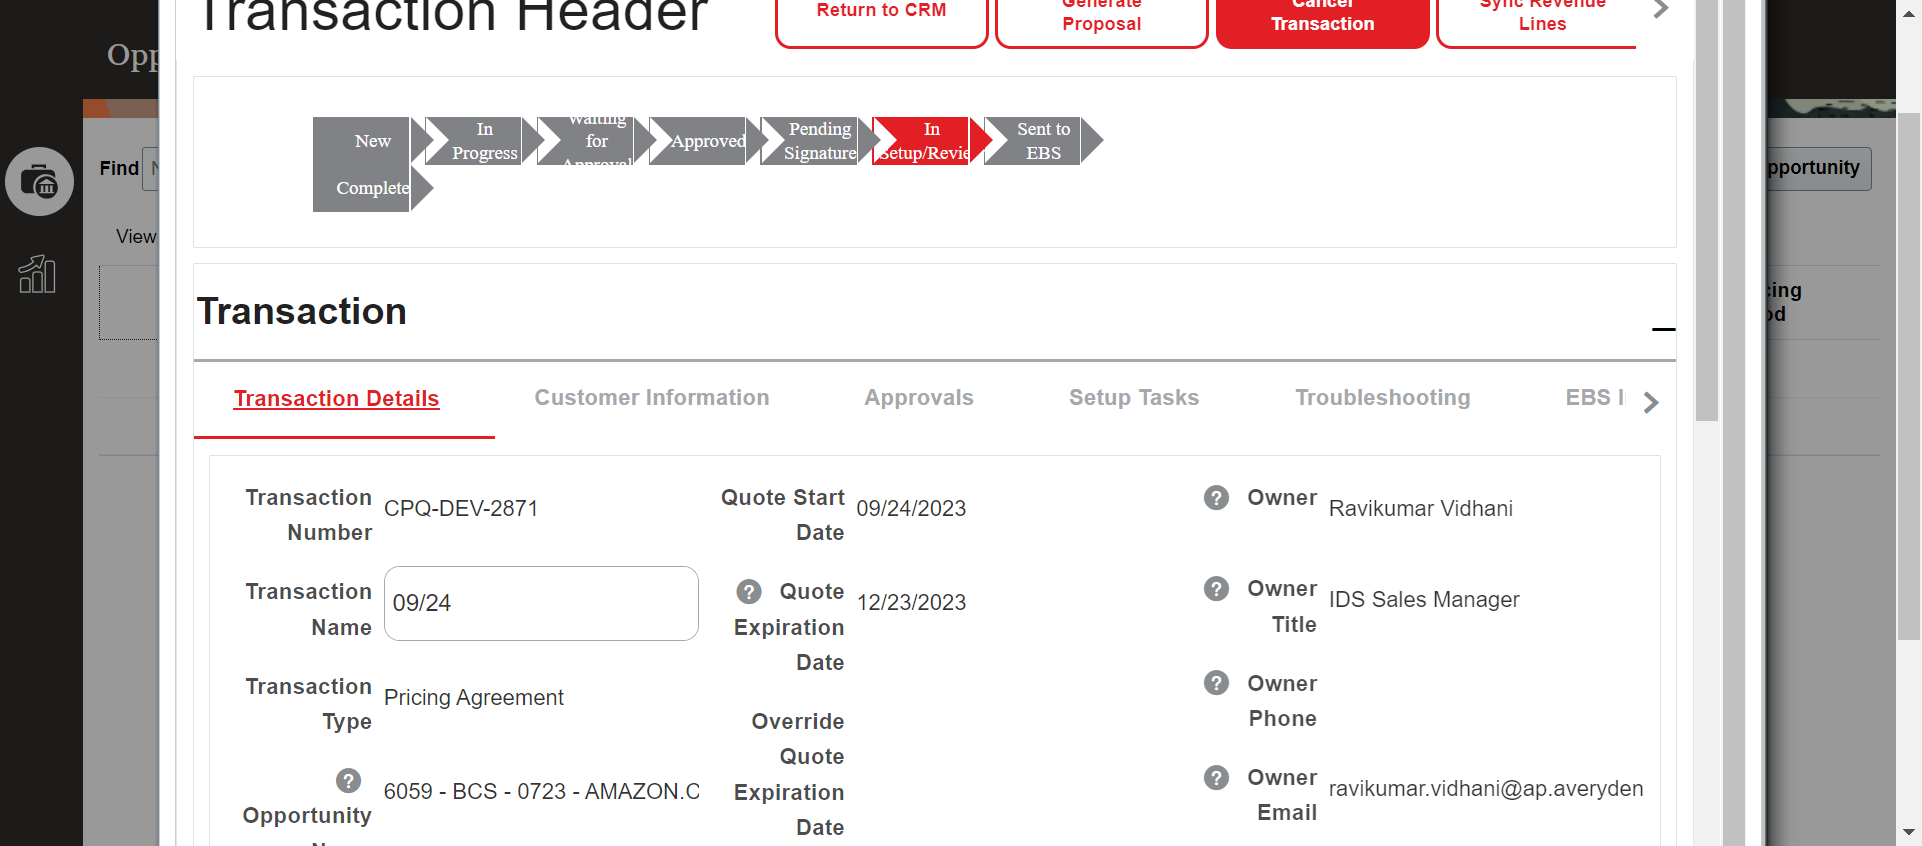 Transaction Header
Return to CRM
Generate
Proposal
Cancel
Transaction
Sync Revenue
Lines
Opp
Find
View
pportunity
New
In
Progress
Waiting
for
Approval
Approved
Pending
Signature
In
Setup/Revie
Sent to
EBS
Complete
cing
od
Transaction
Transaction Details
Customer Information
Approvals
Setup Tasks
Troubleshooting
EBS I
Transaction
Number
CPQ-DEV-2871
Quote Start
Date
09/24/2023
? Owner
Ravikumar Vidhani
Transaction
Name
09/24
? Quote
Expiration
Date
12/23/2023
? Owner
Title
IDS Sales Manager
Transaction
Type
Pricing Agreement
Override
Quote
Expiration
Date
? Owner
Phone
?
Opportunity
6059 - BCS - 0723 - AMAZON.C
? Owner
Email
ravikumar.vidhani@ap.averyden